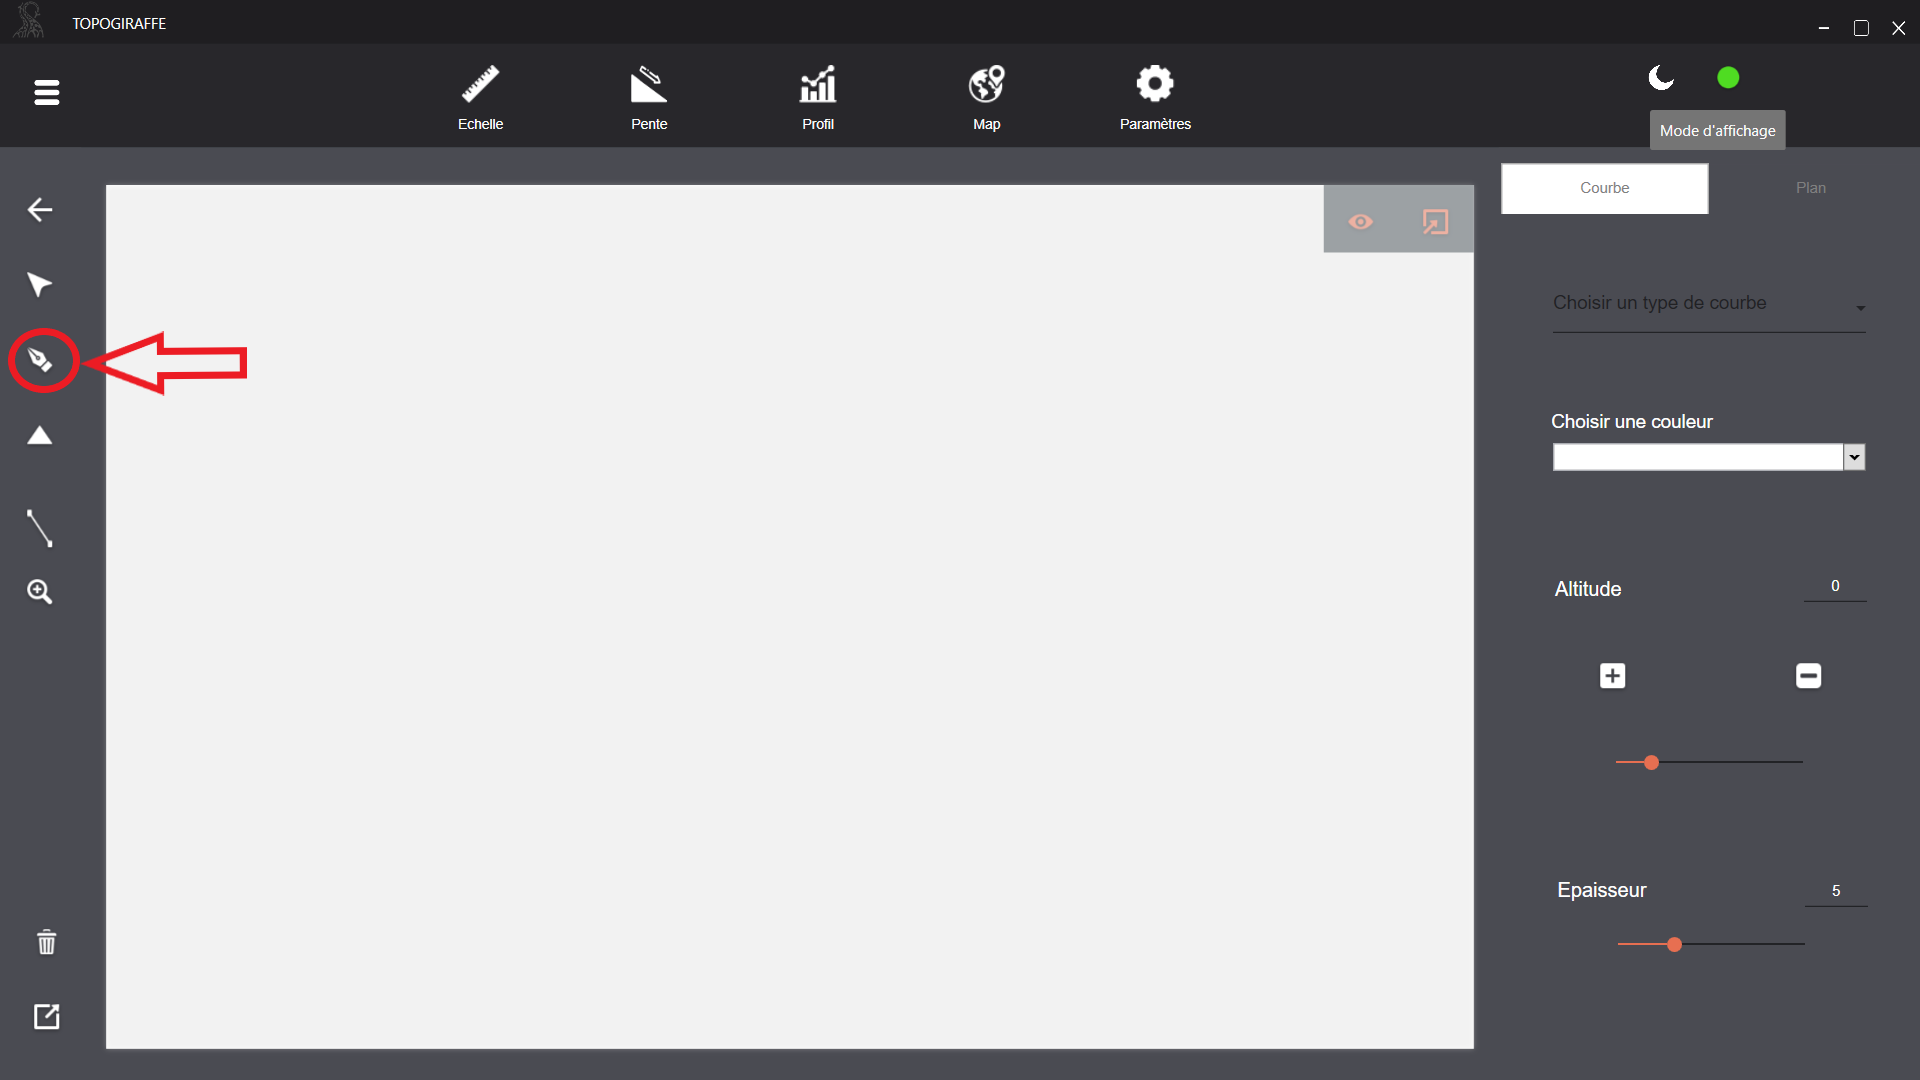 TOPOGIRAFFE
Echelle
Pente
Profil
Map
Paramètres
Mode d'affichage
Courbe
Plan
Choisir un type de courbe
Choisir une couleur
Altitude
0
Epaisseur
5